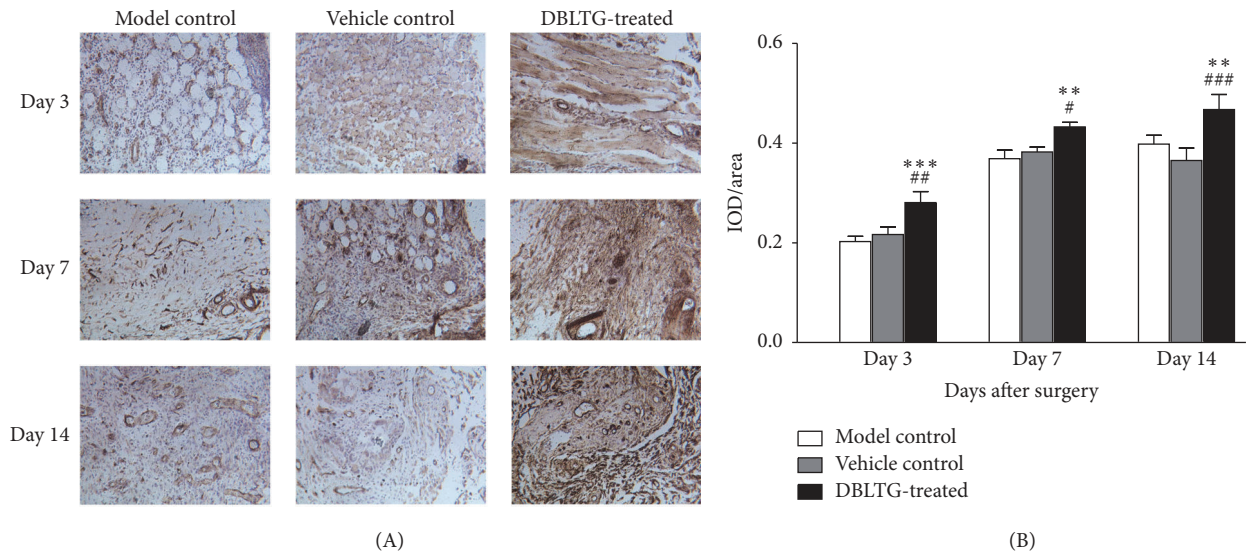 Model control
Vehicle control
DBLTG-treated
Day 3
Day 7
Day 14
(A)
0.6
0.4
0.2
0.0
IOD/area
***
##
**
#
**
###
Day 3
Day 7
Day 14
Days after surgery
Model control
Vehicle control
DBLTG-treated
(B)